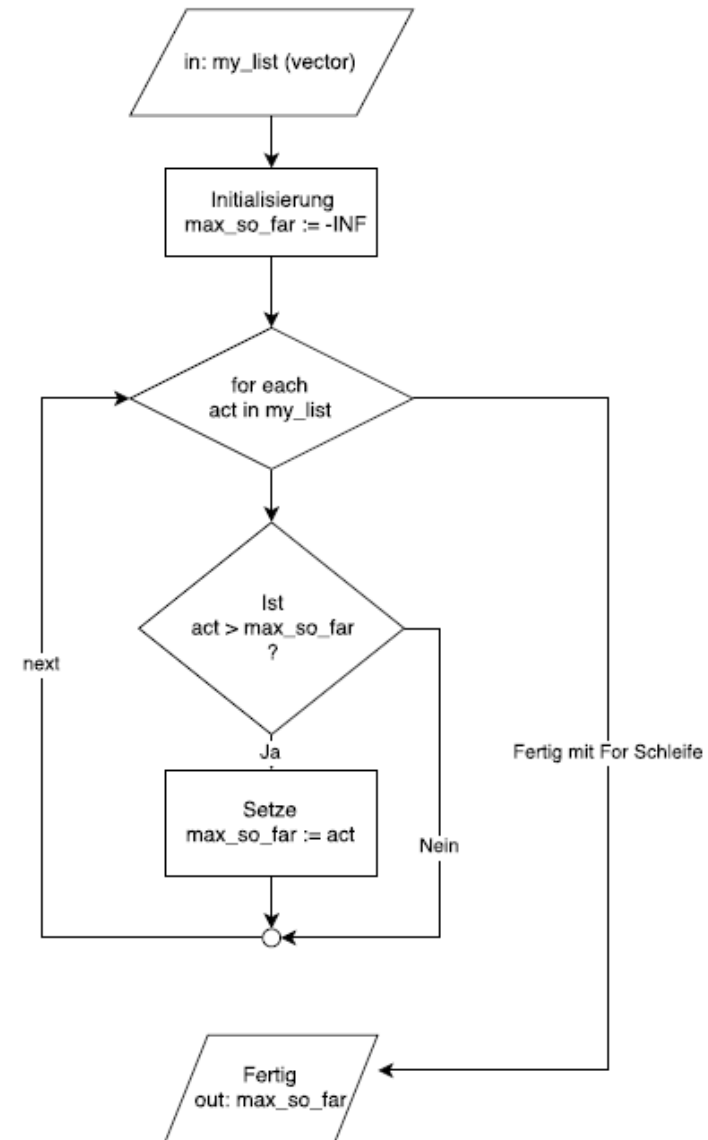 in: my_list (vector)
Initialisierung
max_so_far := -INF
for each
act in my_list
Ist
act > max_so_far
?
next
Ja
Fertig mit For Schleife
Setze
max_so_far := act
Nein
Fertig
out: max_so_far